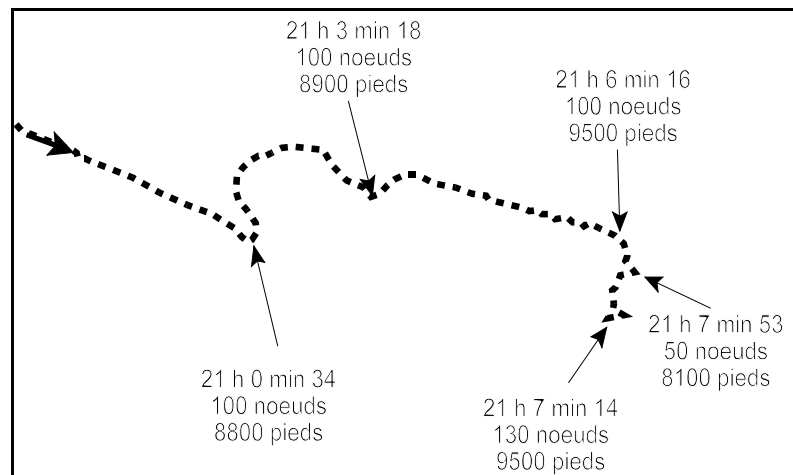 21 h 3 min 18
100 noeuds
8900 pieds
21 h 6 min 16
100 noeuds
9500 pieds
21 h 7 min 53
50 noeuds
8100 pieds
21 h 0 min 34
100 noeuds
8800 pieds
21 h 7 min 14
130 noeuds
9500 pieds